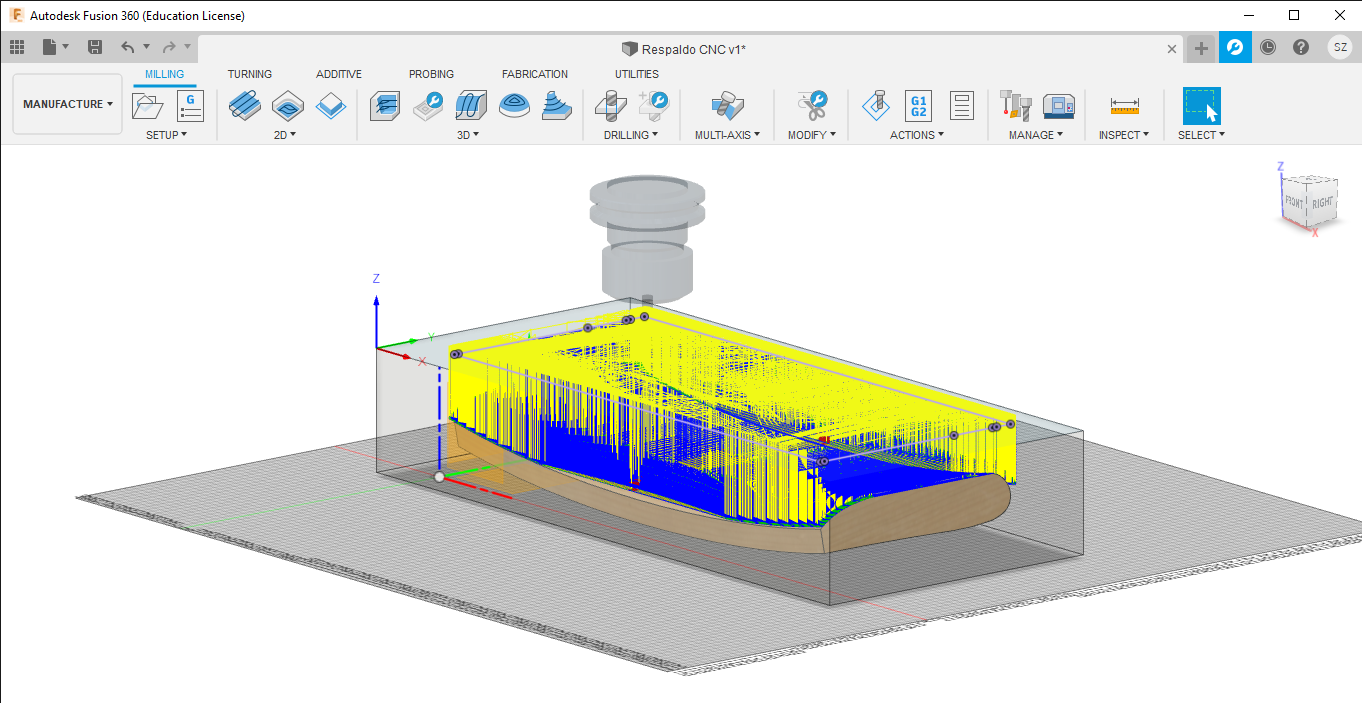 Autodesk Fusion 360 (Education License)
Respaldo CNC v1*
SZ
MANUFACTURE
MILLING
TURNING
ADDITIVE
PROBING
FABRICATION
UTILITIES
G
G1
G2
SETUP
2D
3D
DRILLING
MULTI-AXIS
MODIFY
ACTIONS
MANAGE
INSPECT
SELECT
Z
FRONT
RIGHT
X
Z
Y
X